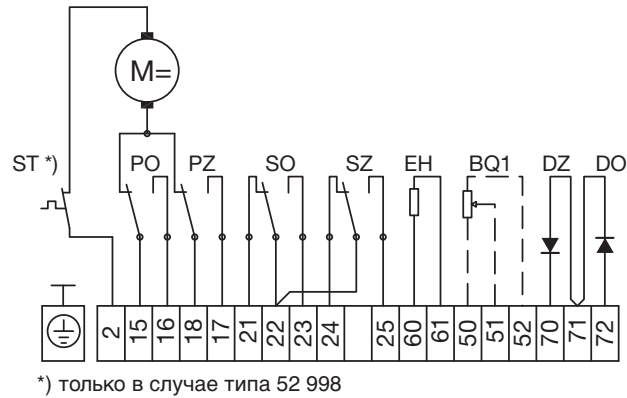 M=
ST *) PO PZ SO SZ EH BQ1 DZ DO
2 15 16 18 17 21 22 23 24 25 60 61 50 51 52 70 71 72
*) только в случае типа 52 998